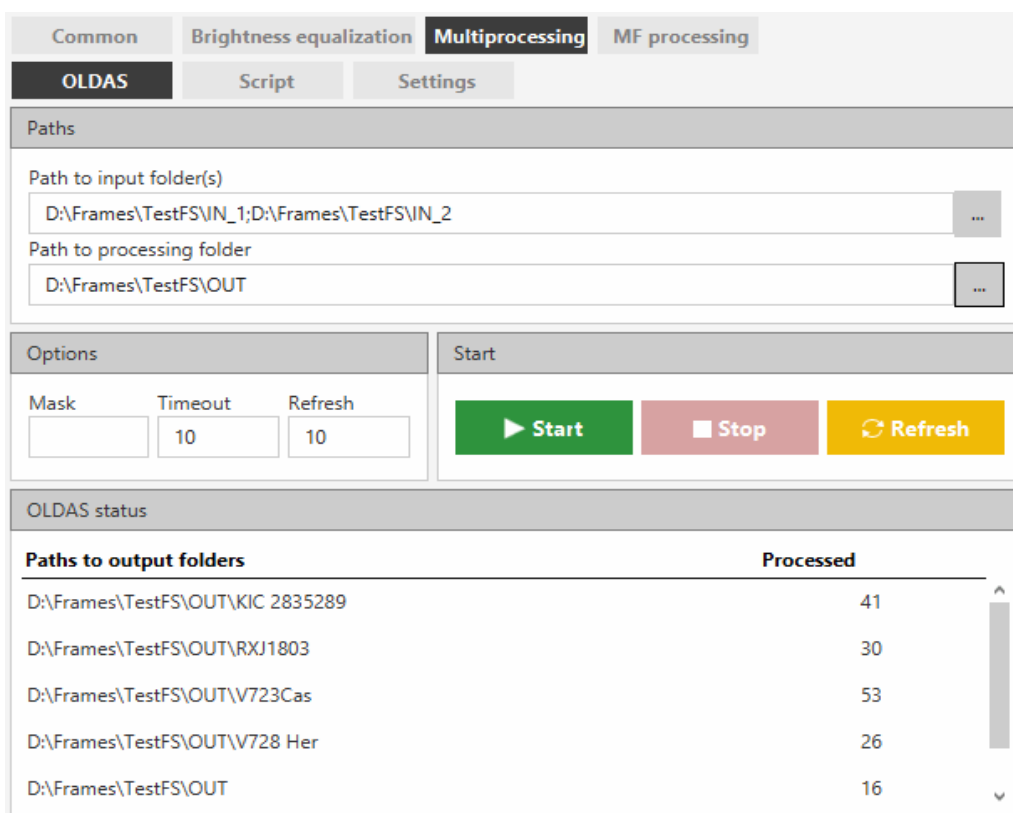 Common Brightness equalization Multiprocessing MF processing
OLDAS Script Settings
Paths
Path to input folder(s)
D:\Frames\TestFS\IN_1;D:\Frames\TestFS\IN_2 ...
Path to processing folder
D:\Frames\TestFS\OUT ...
Options Start
Mask Timeout Refresh
10 10
Start Stop Refresh
OLDAS status
Paths to output folders Processed
D:\Frames\TestFS\OUT\KIC 2835289 41
D:\Frames\TestFS\OUT\RXJ1803 30
D:\Frames\TestFS\OUT\V723Cas 53
D:\Frames\TestFS\OUT\V728 Her 26
D:\Frames\TestFS\OUT 16